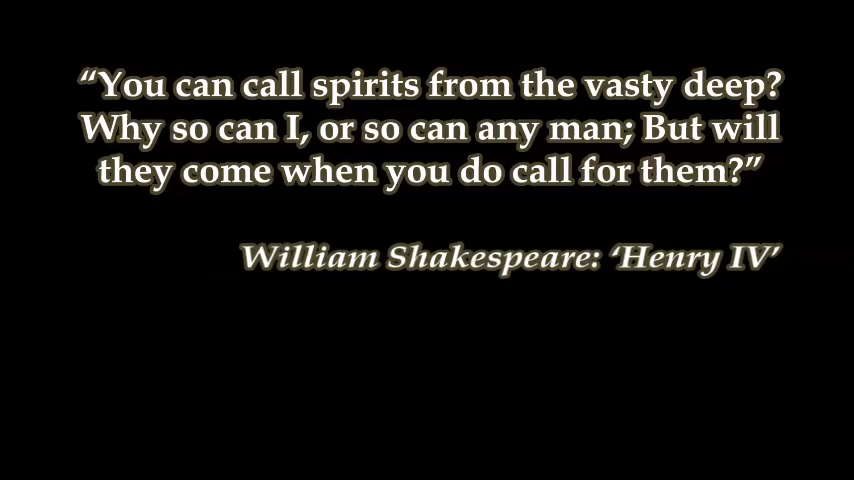 “You can call spirits from the vasty deep?
Why so can I, or so can any man; But will
they come when you do call for them?”
William Shakespeare: ‘Henry IV’